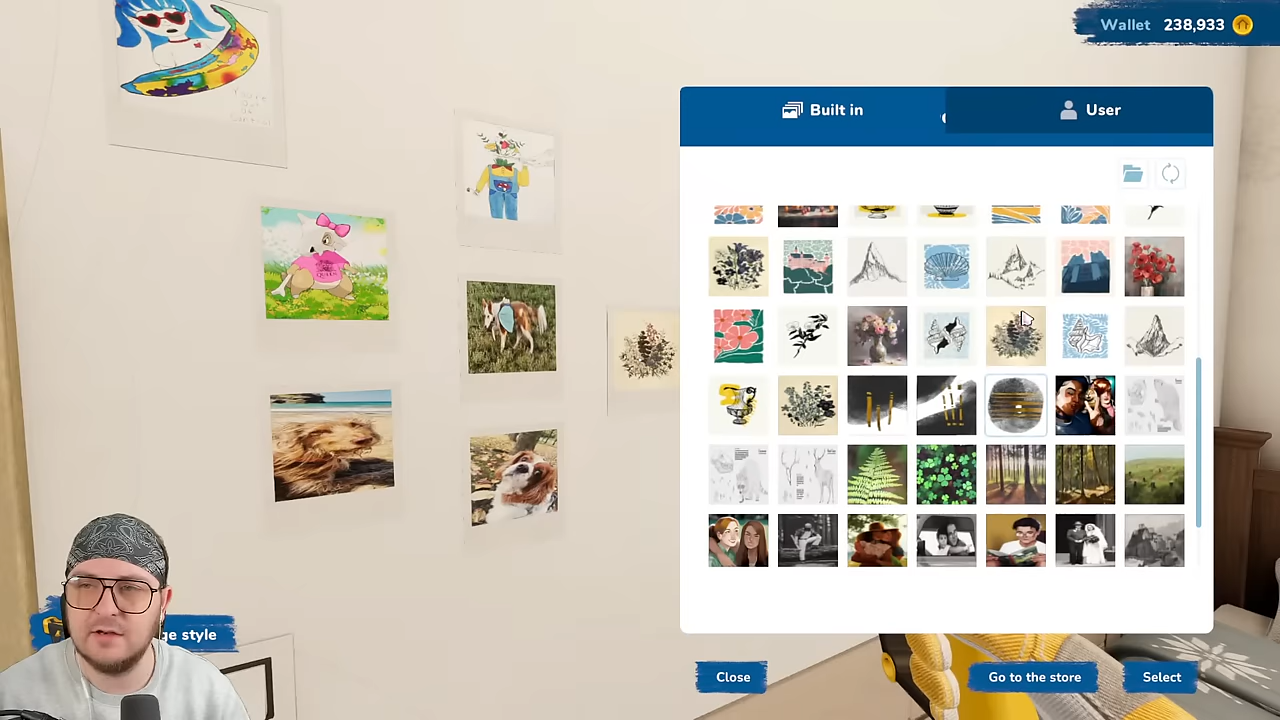 Wallet 238,933
Built in
User
ge style
Close
Go to the store
Select